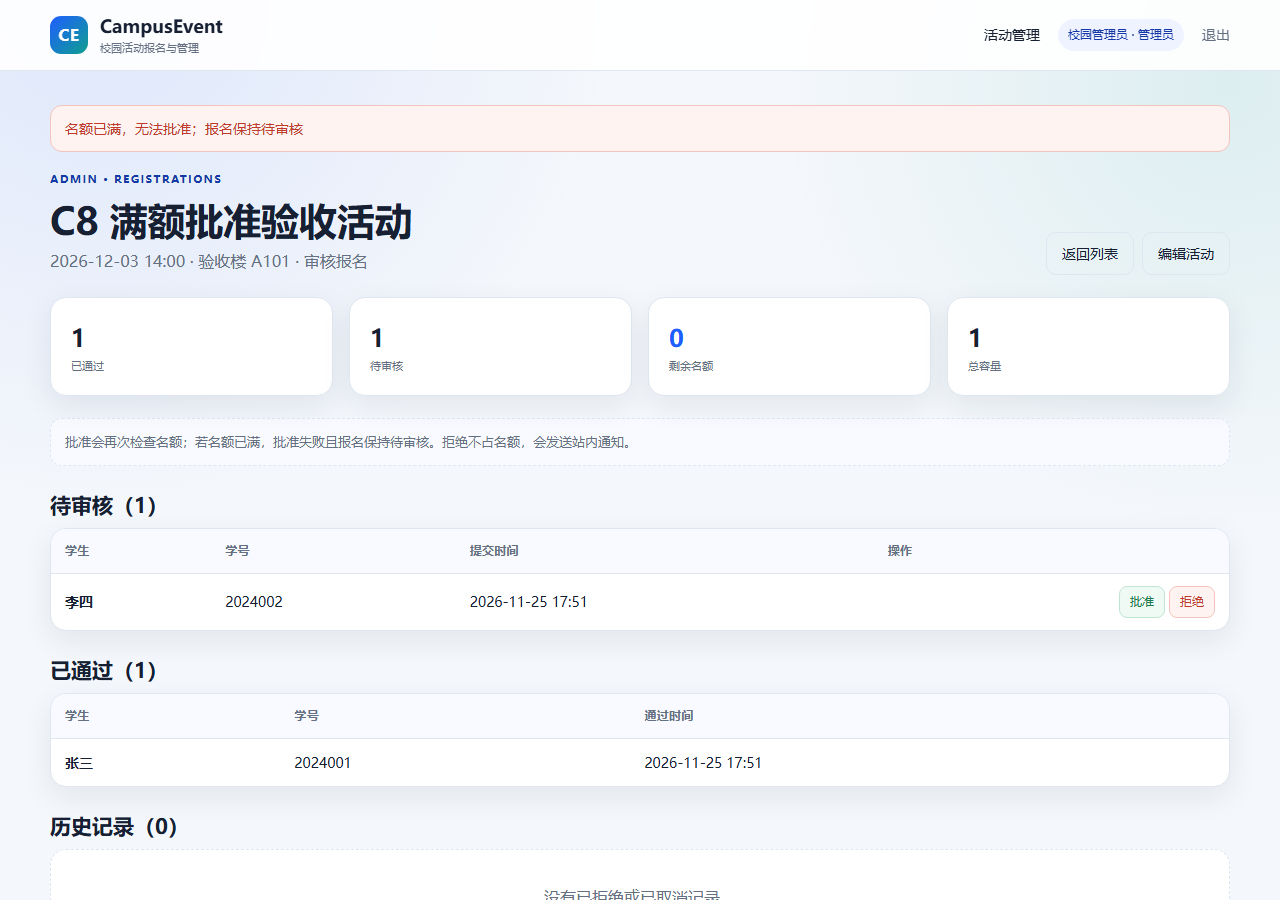 CE
CampusEvent
校园活动报名与管理
活动管理
校园管理员 · 管理员
退出
名额已满，无法批准；报名保持待审核
ADMIN • REGISTRATIONS
C8 满额批准验收活动
2026-12-03 14:00 · 验收楼 A101 · 审核报名
返回列表
编辑活动
1
已通过
1
待审核
0
剩余名额
1
总容量
批准会再次检查名额；若名额已满，批准失败且报名保持待审核。拒绝不占名额，会发送站内通知。
待审核（1）
学生 学号 提交时间 操作
李四 2024002 2026-11-25 17:51 批准 拒绝
已通过（1）
学生 学号 通过时间
张三 2024001 2026-11-25 17:51
历史记录（0）
没有已拒绝或已取消记录